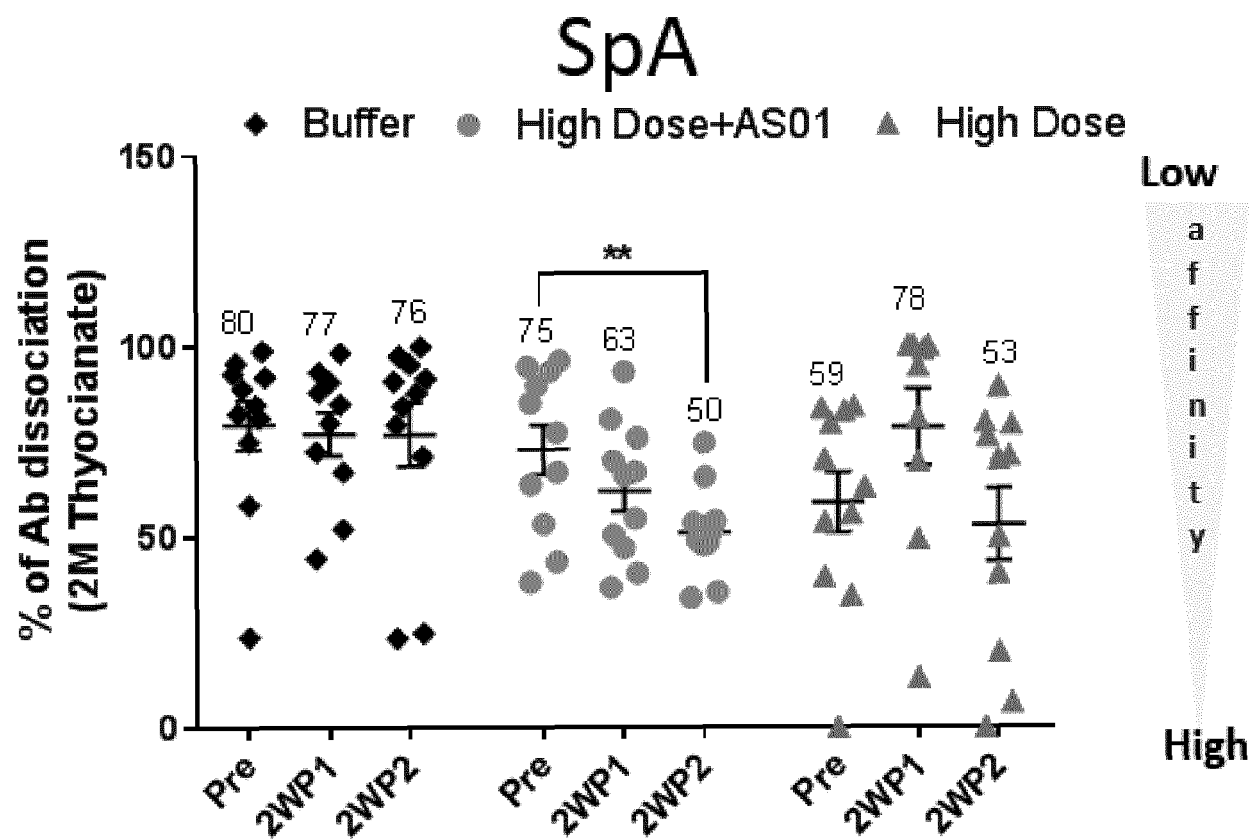 SpA
Buffer High Dose+AS01 High Dose
% of Ab dissociation
(2M Thyocianate)
150
100
50
0
80 77 76
**
75 63 50
59 78 53
Pre 2WP1 2WP2 Pre 2WP1 2WP2 Pre 2WP1 2WP2
Low
a
f
f
i
n
i
t
y
High